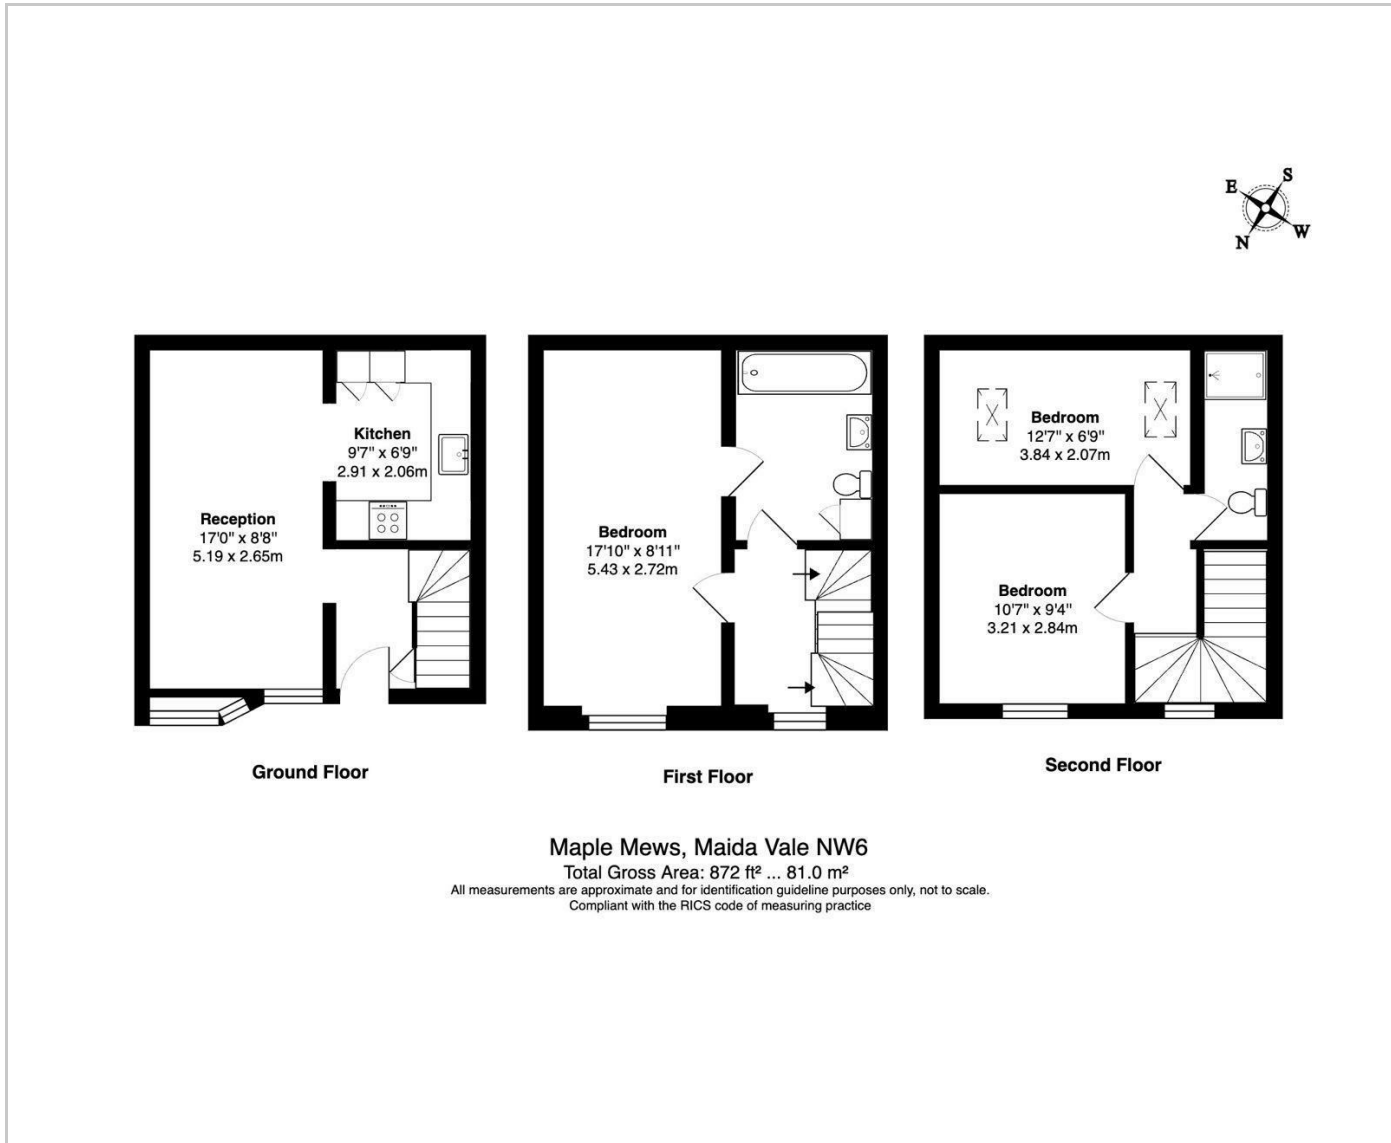 E
S
N
W
Kitchen
9'7" x 6'9"
2.91 x 2.06m
Reception
17'0" x 8'8"
5.19 x 2.65m
Bedroom
17'10" x 8'11"
5.43 x 2.72m
Bedroom
12'7" x 6'9"
3.84 x 2.07m
Bedroom
10'7" x 9'4"
3.21 x 2.84m
Ground Floor
First Floor
Second Floor
Maple Mews, Maida Vale NW6
Total Gross Area: 872 ft² ... 81.0 m²
All measurements are approximate and for identification guideline purposes only, not to scale.
Compliant with the RICS code of measuring practice